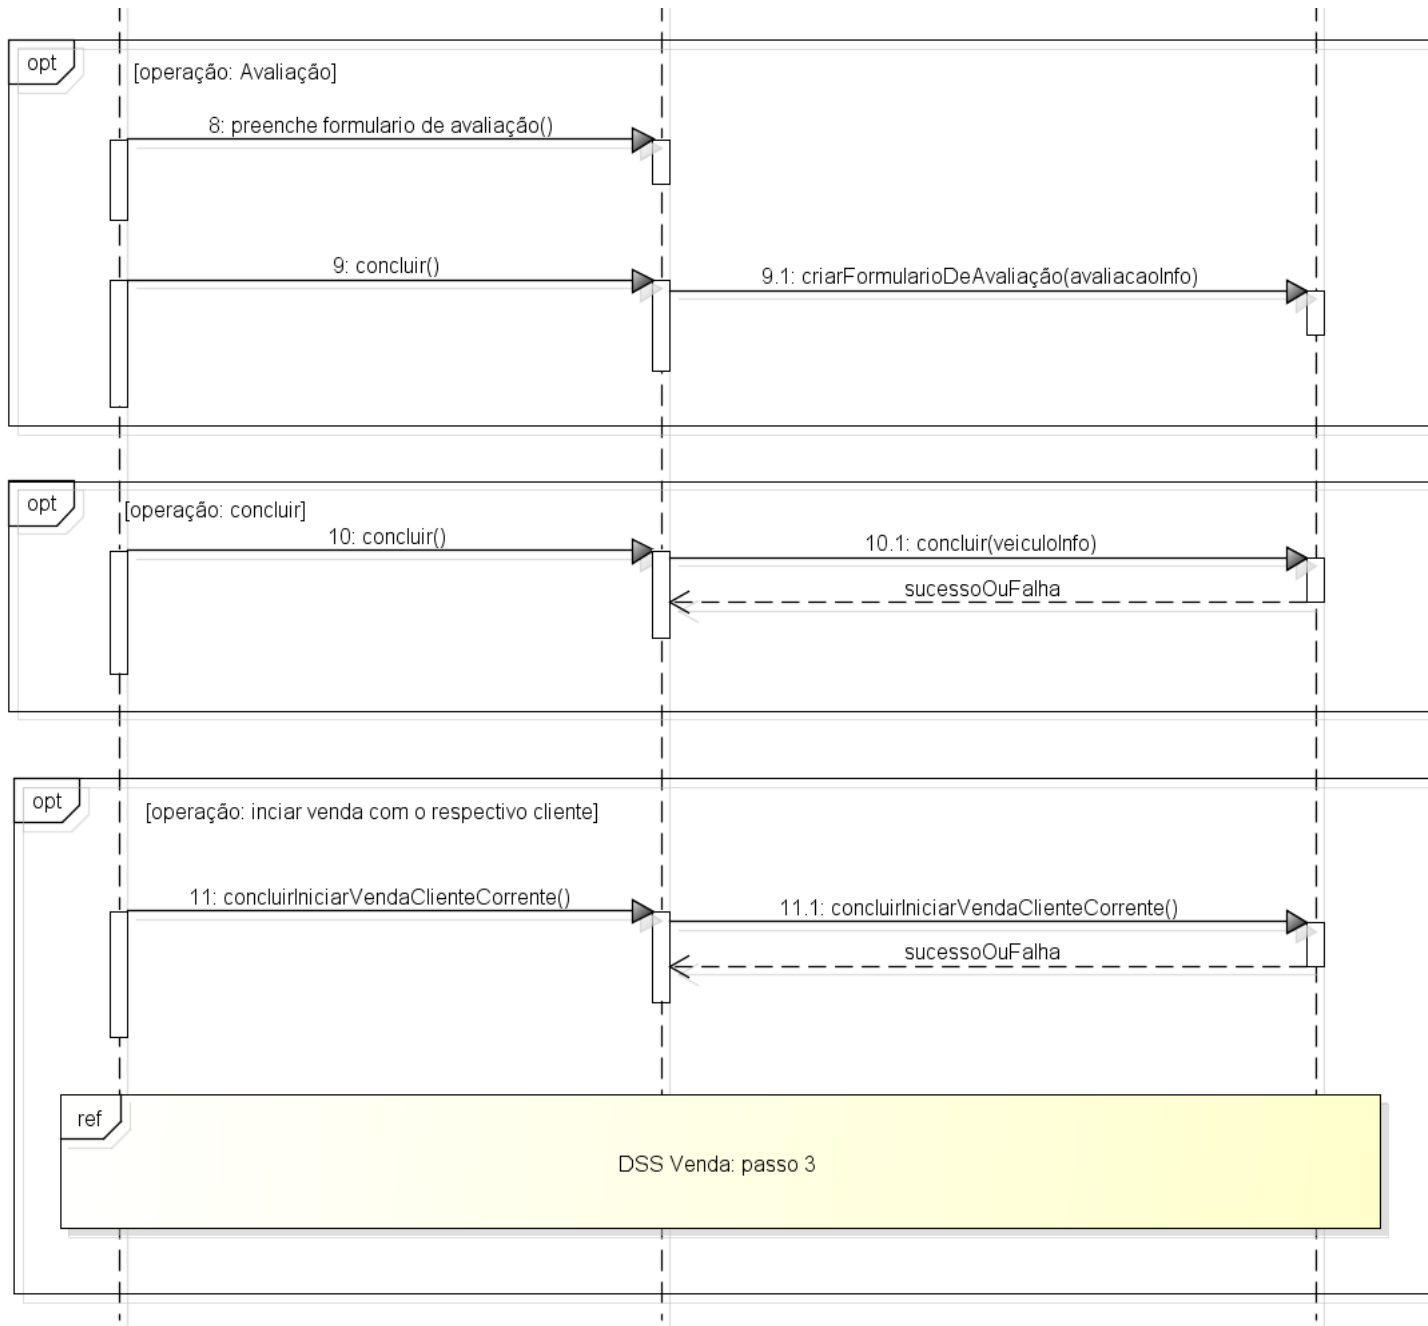 opt
[operação: Avaliação]
8: preenche formulario de avaliação()
9: concluir()
9.1: criarFormularioDeAvaliação(avaliacaoInfo)
opt
[operação: concluir]
10: concluir()
10.1: concluir(veiculoInfo)
sucessoOuFalha
opt
[operação: inciar venda com o respectivo cliente]
11: concluirIniciarVendaClienteCorrente()
11.1: concluirIniciarVendaClienteCorrente()
sucessoOuFalha
ref
DSS Venda: passo 3